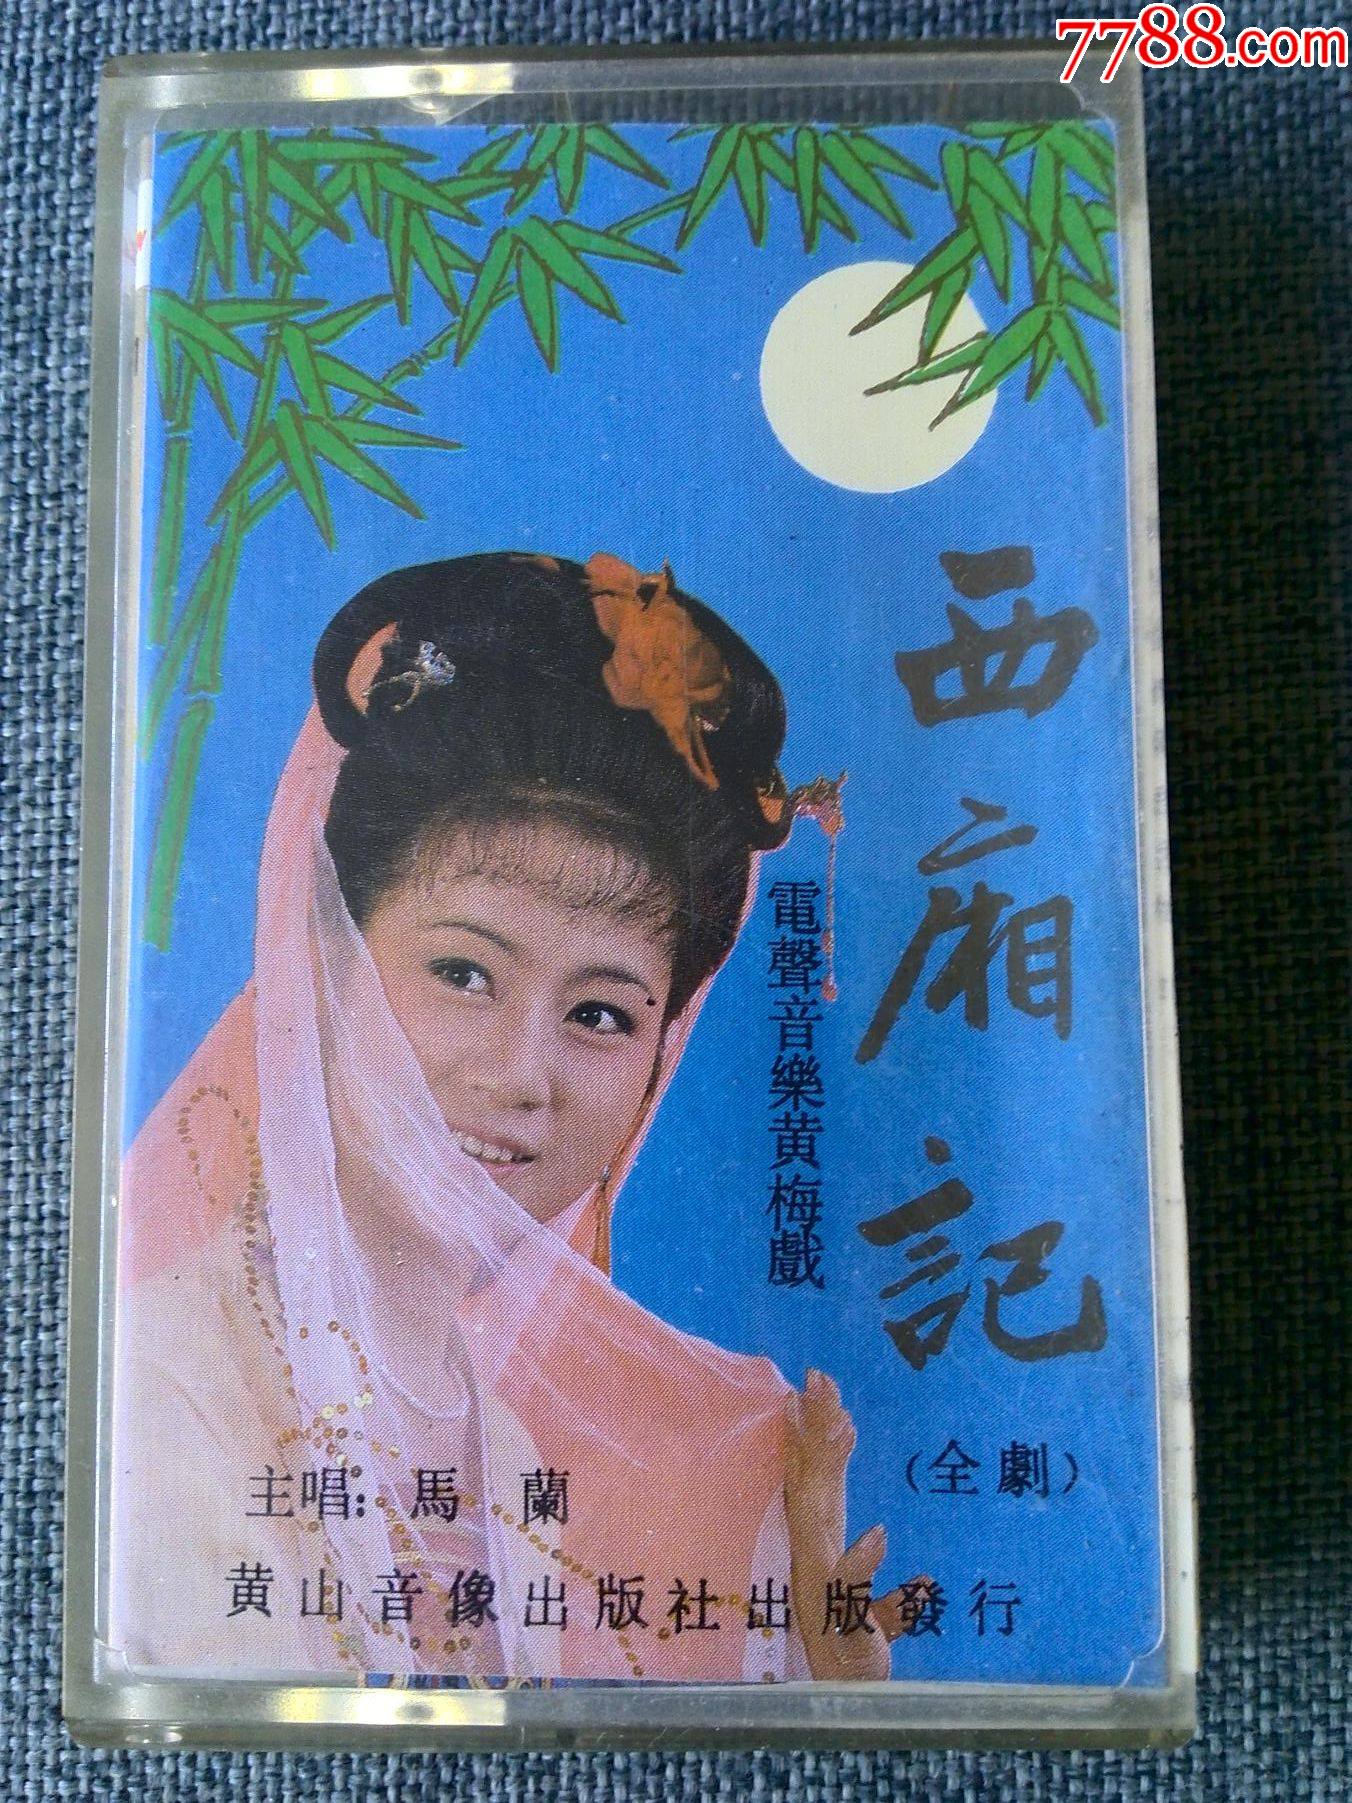 7788.com
西廂記
電聲音樂黄梅戲
(全劇)
主唱:馬蘭
黄山音像出版社出版發行